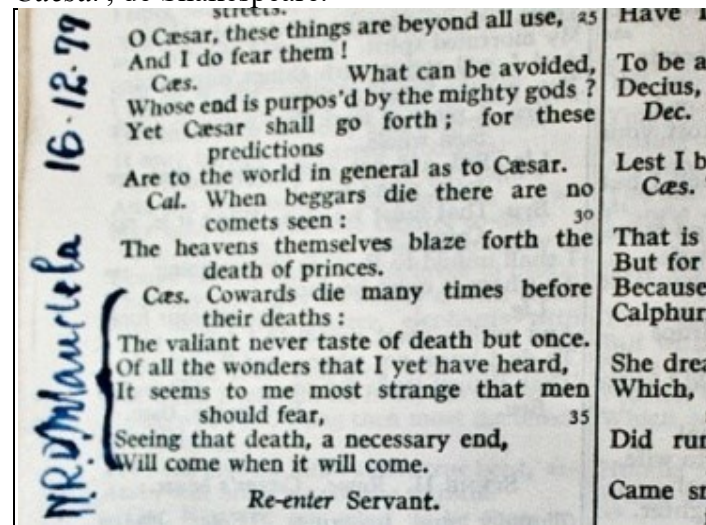 Caesar, de Shakespeare.
streets.
O Cæsar, these things are beyond all use, 25
And I do fear them !
Cæs. What can be avoided,
Whose end is purpos'd by the mighty gods ?
Yet Cæsar shall go forth ; for these
predictions
Are to the world in general as to Cæsar.
Cal. When beggars die there are no
comets seen : 30
The heavens themselves blaze forth the
death of princes.
Cæs. Cowards die many times before
their deaths :
The valiant never taste of death but once.
Of all the wonders that I yet have heard,
It seems to me most strange that men
should fear, 35
Seeing that death, a necessary end,
Will come when it will come.
Re-enter Servant.
Have
To be a
Decius,
Dec.
Lest I b
Cæs.
That is
But for
Because
Calphur
She drea
Which,
Did
Came
NRDMandela 16·12·79